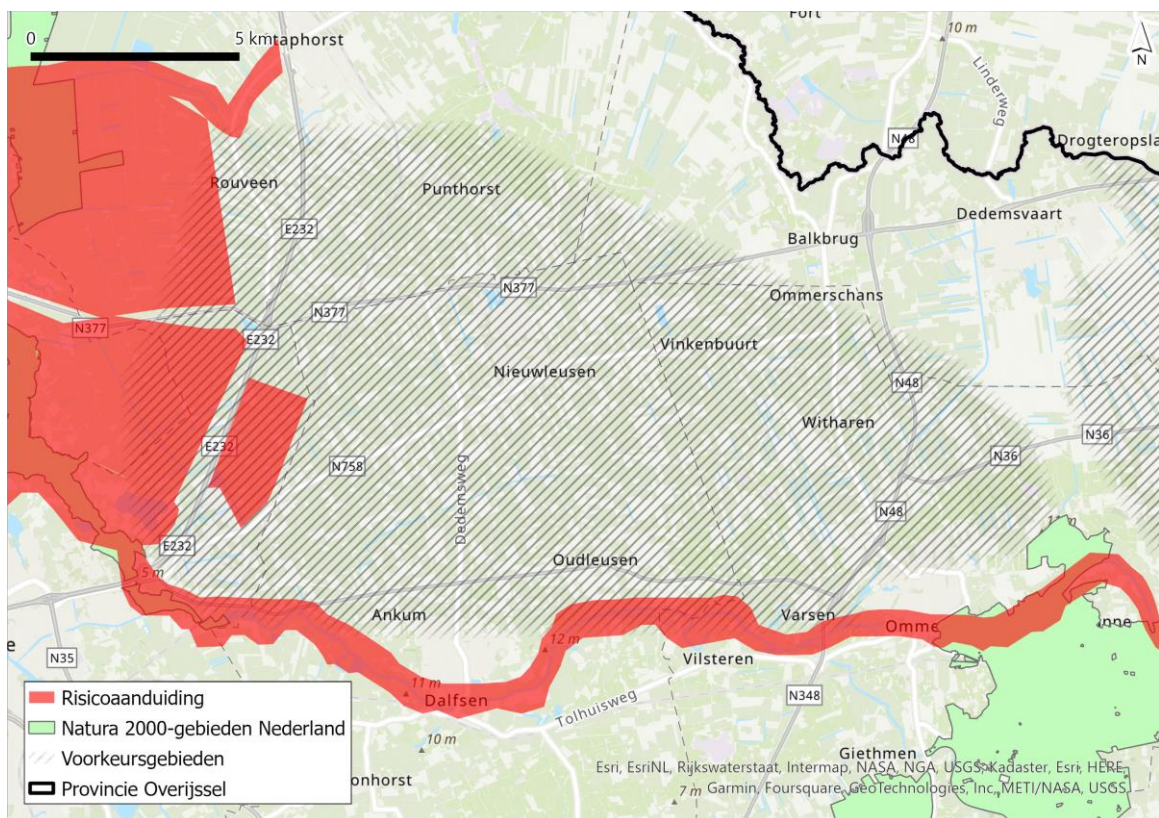 0 5 km
taphorst
Fort
10 m
N
Linderweg
N48
Drogteropsla
Rouveen
Punthorst
E232
Dedemsvaart
Balkbrug
N377
Ommerschans
N377
N377
E232
Vinkenbuurt
Nieuwleusen
N48
Witharen
E232
N758
N36
N36
Dedemsweg
N48
E232
Oudleusen
5 m
Ankum
Varsen
Omme
nne
12 m
N35
Vilsteren
11 m
Dalfsen
Tolhuisweg
N348
10 m
Giethmen
onhorst
7 m
Risicoaanduiding
Natura 2000-gebieden Nederland
Voorkeursgebieden
Provincie Overijssel
Esri, EsriNL, Rijkswaterstaat, Intermap, NASA, NGA, USGS, Kadaster, Esri, HERE,
Garmin, Foursquare, GeoTechnologies, Inc, METI/NASA, USGS